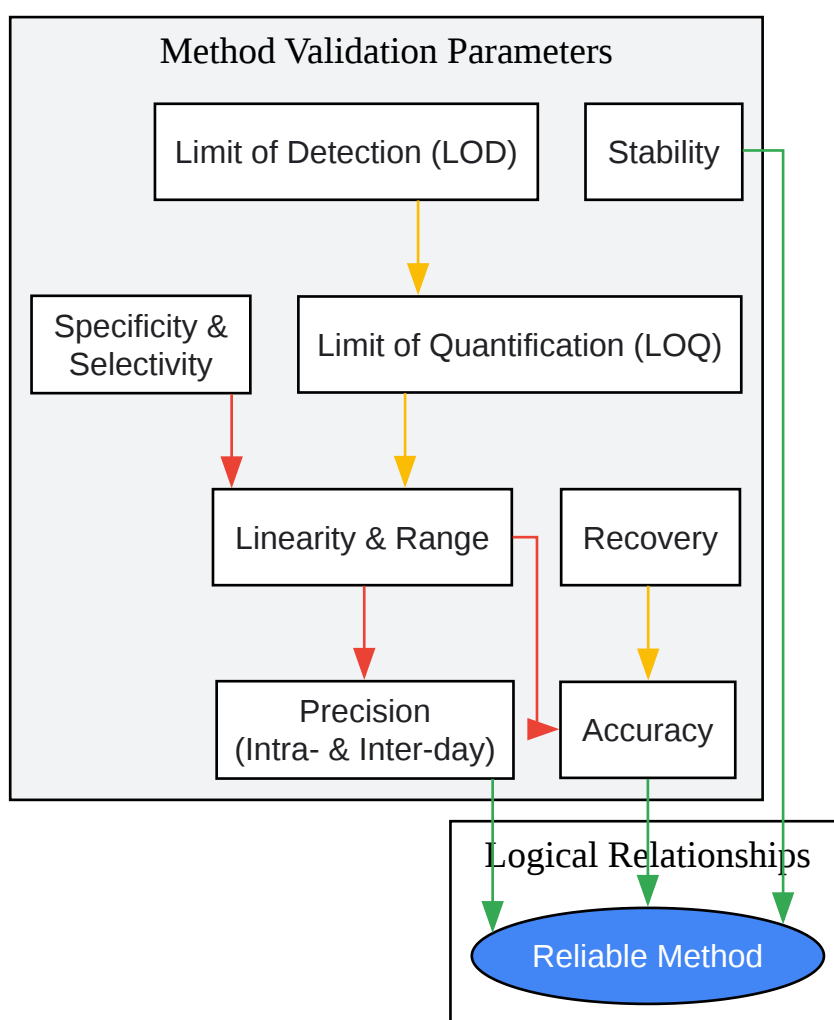 Method Validation Parameters
Limit of Detection (LOD)
Stability
Specificity &
Selectivity
Limit of Quantification (LOQ)
Linearity & Range
Recovery
Precision
(Intra- & Inter-day)
Accuracy
Logical Relationships
Reliable Method